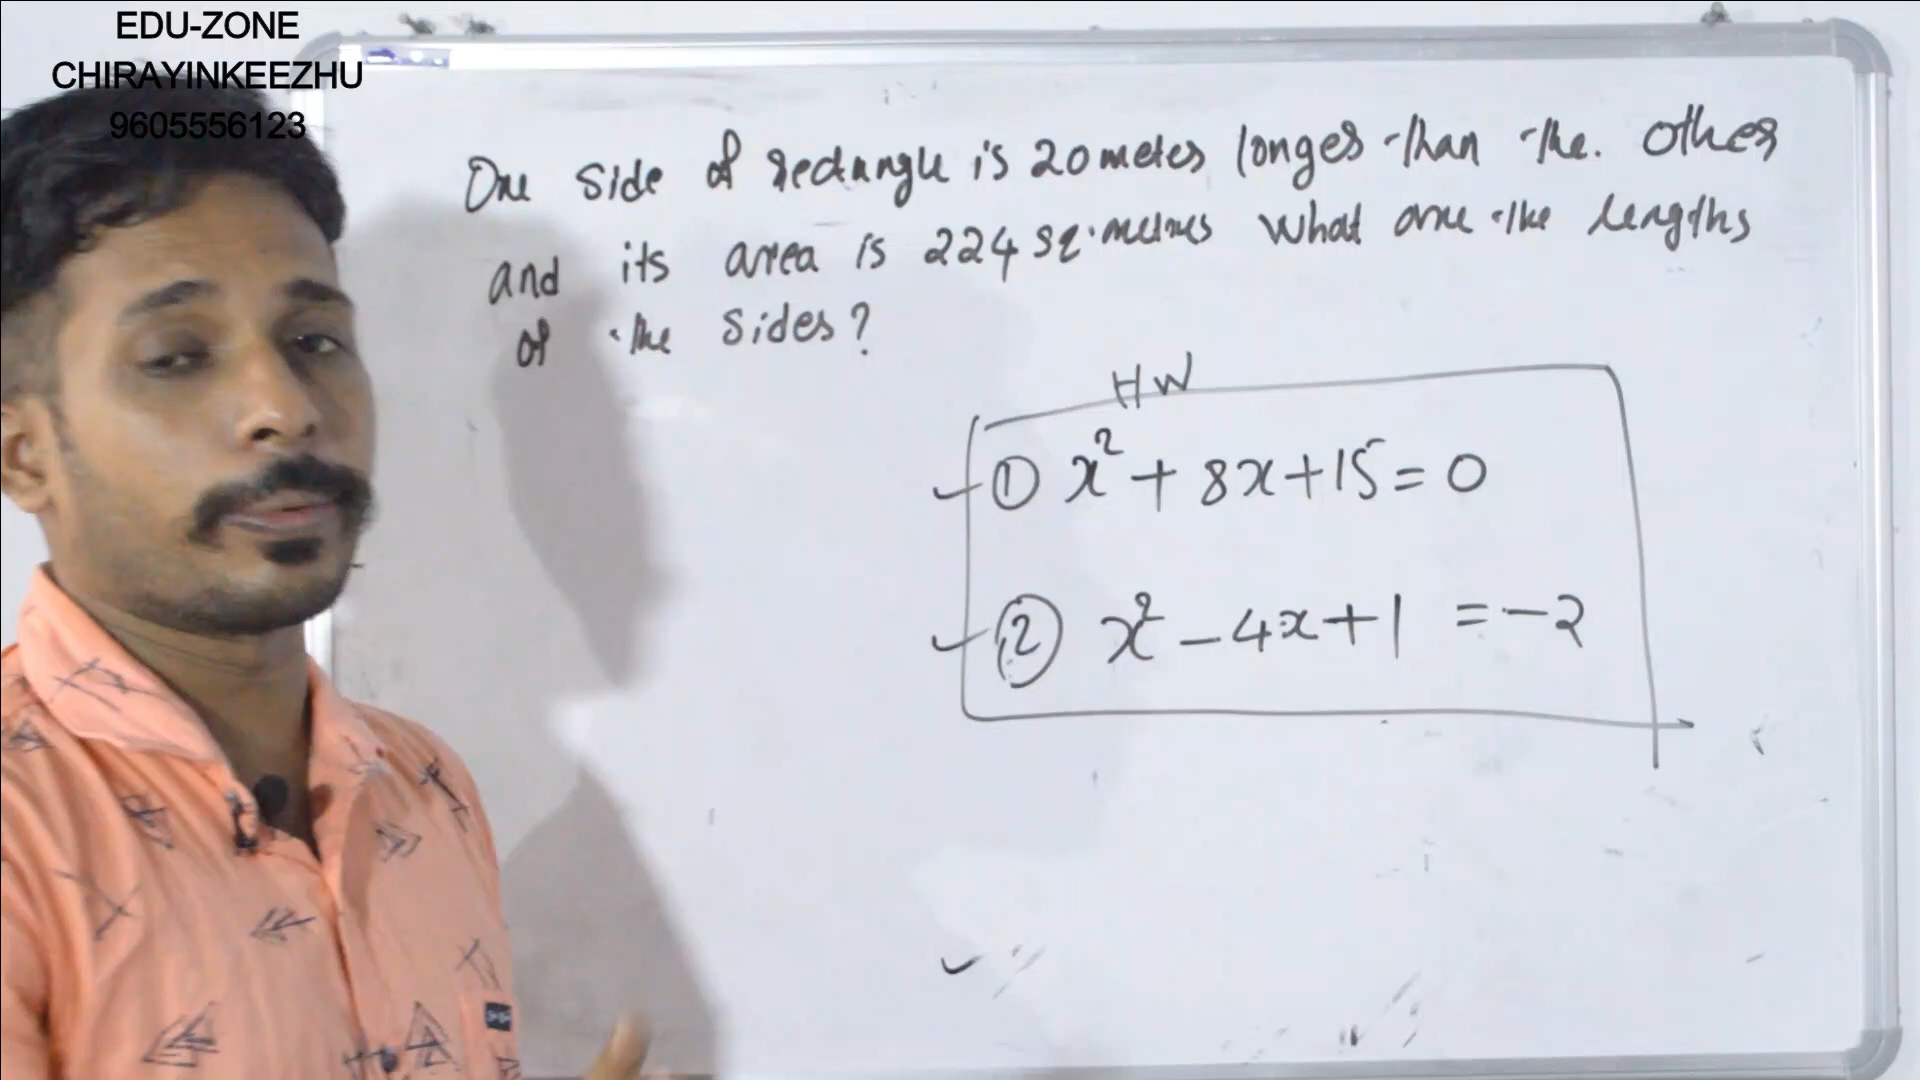 EDU-ZONE
CHIRAYINKEEZHU
9605556123
One side of rectangle is 20 meter longer than the. other
and its area is 224 sq.metres what are the lengths
of the sides?
HW
① x² + 8x + 15 = 0
② x² - 4x + 1 = -2